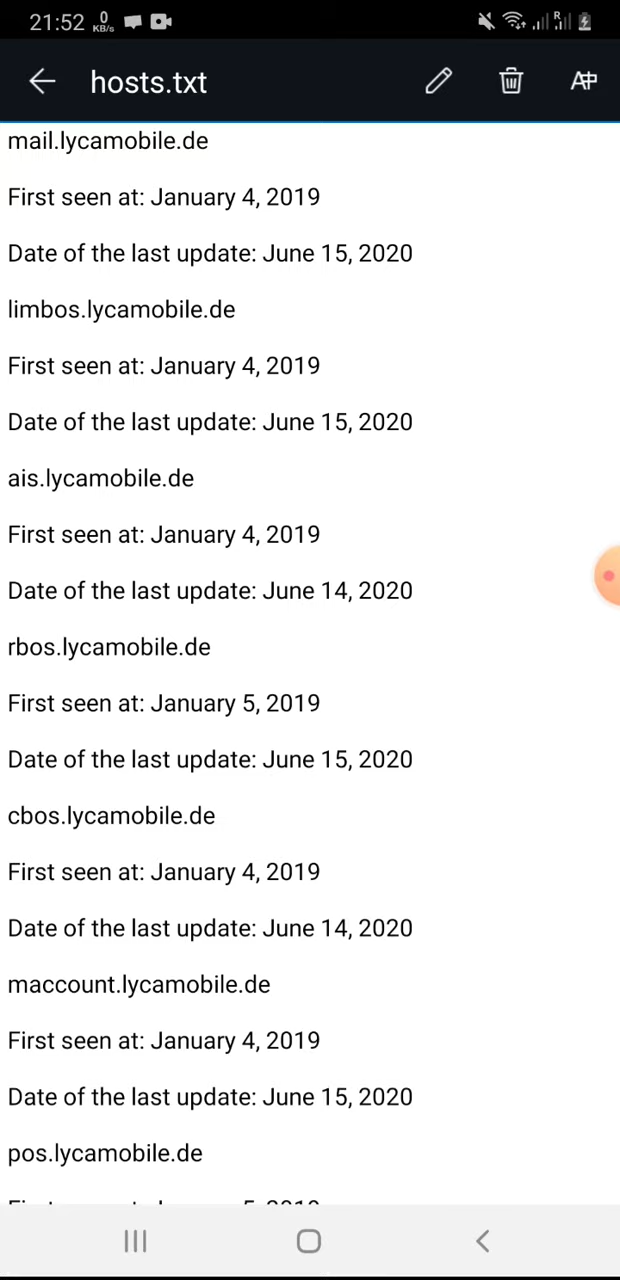 21:52 0 KB/s R
hosts.txt
mail.lycamobile.de
First seen at: January 4, 2019
Date of the last update: June 15, 2020
limbos.lycamobile.de
First seen at: January 4, 2019
Date of the last update: June 15, 2020
ais.lycamobile.de
First seen at: January 4, 2019
Date of the last update: June 14, 2020
rbos.lycamobile.de
First seen at: January 5, 2019
Date of the last update: June 15, 2020
cbos.lycamobile.de
First seen at: January 4, 2019
Date of the last update: June 14, 2020
maccount.lycamobile.de
First seen at: January 4, 2019
Date of the last update: June 15, 2020
pos.lycamobile.de